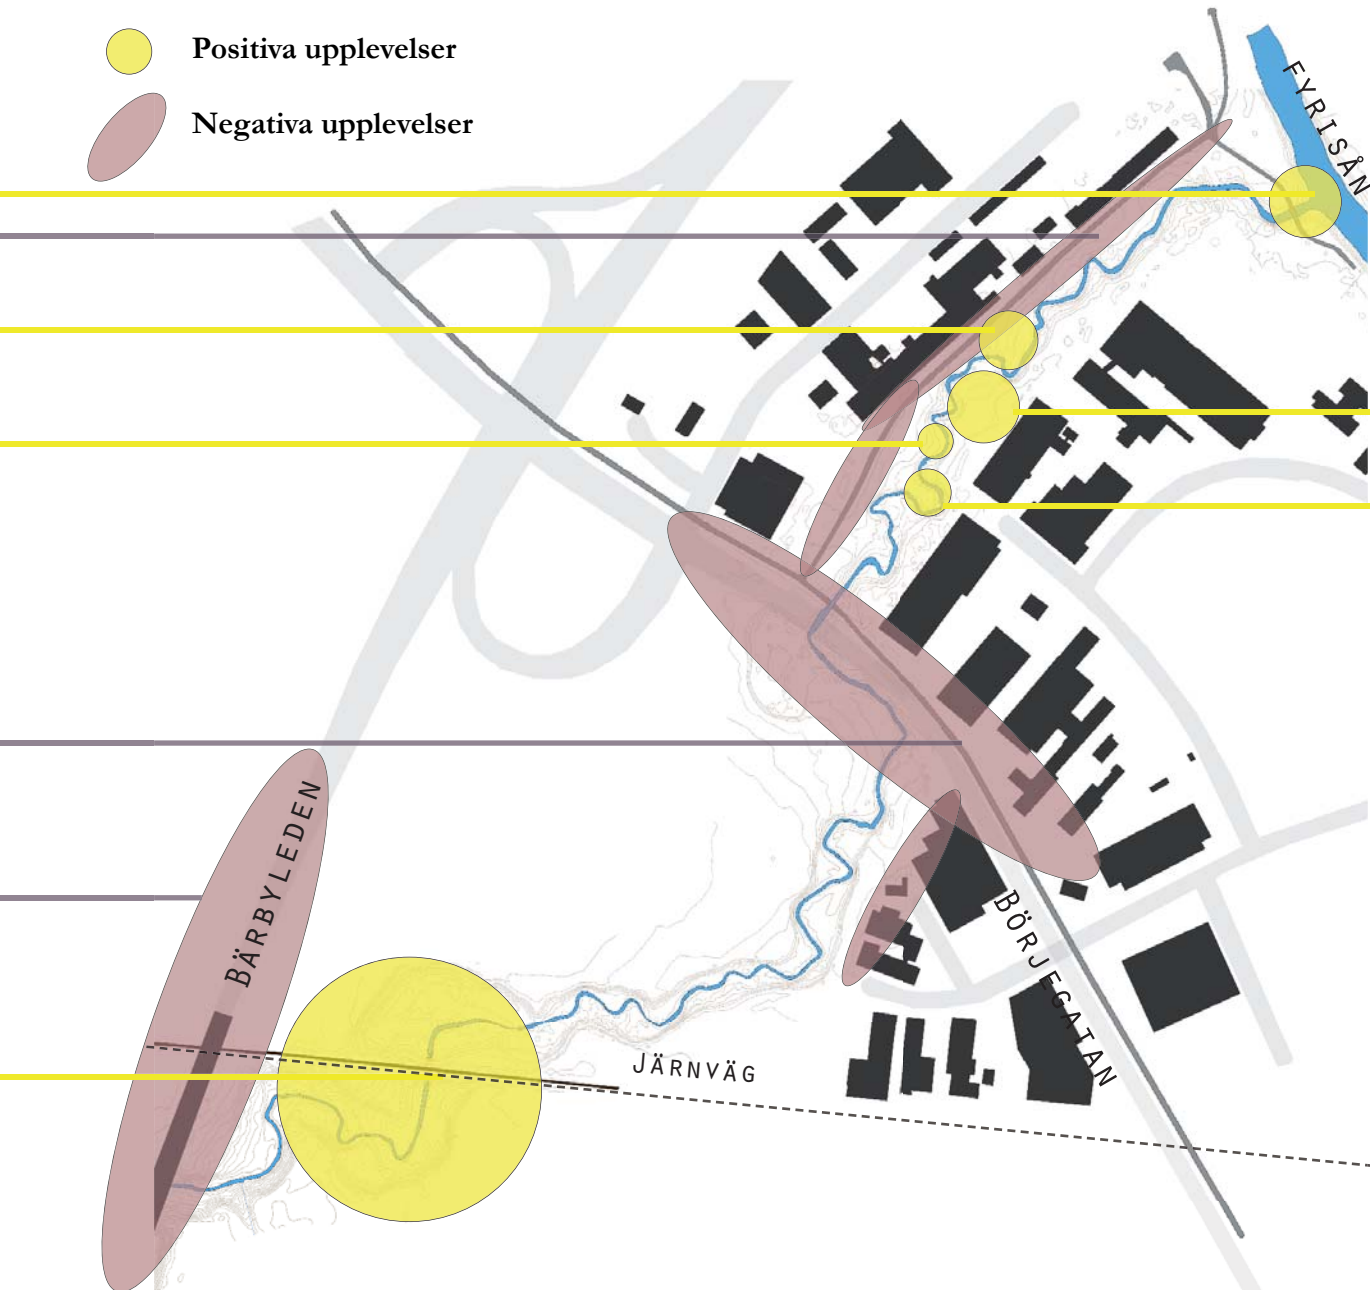 Positiva upplevelser
Negativa upplevelser
FYRISÅN
BÄRBYLEDEN
BÖRJEGATAN
JÄRNVÄG